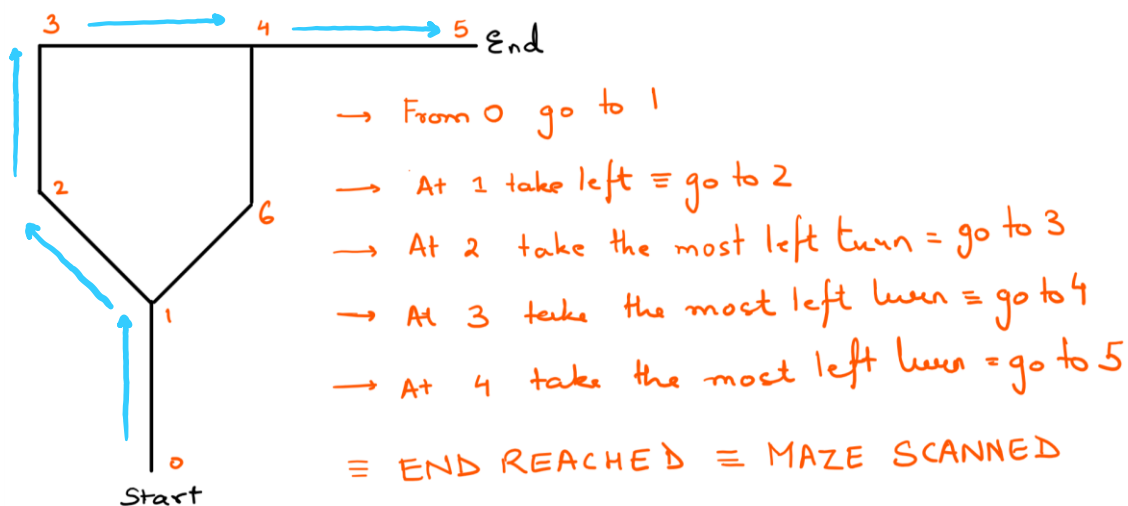 3
4
5
End
→ From 0 go to 1
2
→ At 1 take left ≡ go to 2
6
→ At 2 take the most left turn = go to 3
1
→ At 3 take the most left turn ≡ go to 4
→ At 4 take the most left turn = go to 5
0
≡ END REACHED ≡ MAZE SCANNED
Start